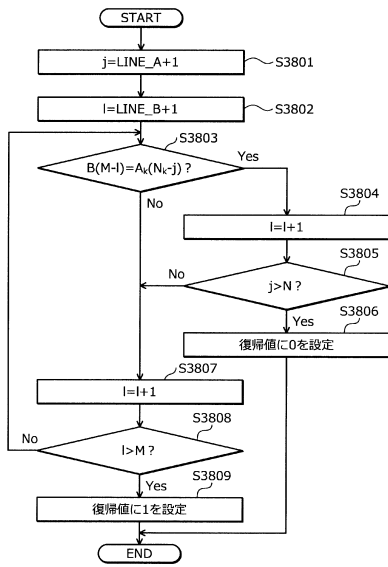 START
j=LINE_A+1
S3801
l=LINE_B+1
S3802
S3803
B(M-l)=Ak(Nk-j) ?
Yes
No
S3804
l=l+1
S3805
No
j>N ?
Yes
S3806
復帰値に0を設定
S3807
l=l+1
S3808
No
l>M ?
Yes
S3809
復帰値に1を設定
END